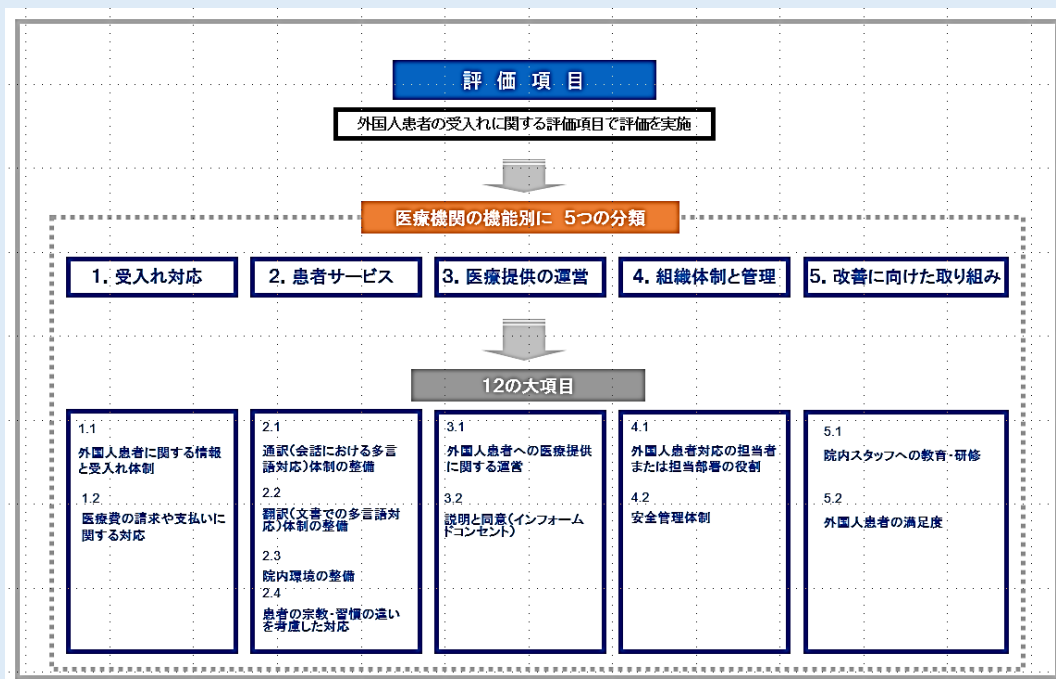 評価項目
外国人患者の受入れに関する評価項目で評価を実施
医療機関の機能別に 5つの分類
1. 受入れ対応
2. 患者サービス
3. 医療提供の運営
4. 組織体制と管理
5. 改善に向けた取り組み
12の大項目
1.1
外国人患者に関する情報
と受入れ体制
1.2
医療費の請求や支払いに
関する対応
2.1
通訳(会話における多言
語対応)体制の整備
2.2
翻訳(文書での多言語対
応)体制の整備
2.3
院内環境の整備
2.4
患者の宗教・習慣の違い
を考慮した対応
3.1
外国人患者への医療提供
に関する運営
3.2
説明と同意(インフォーム
ドコンセント)
4.1
外国人患者対応の担当者
または担当部署の役割
4.2
安全管理体制
5.1
院内スタッフへの教育・研修
5.2
外国人患者の満足度